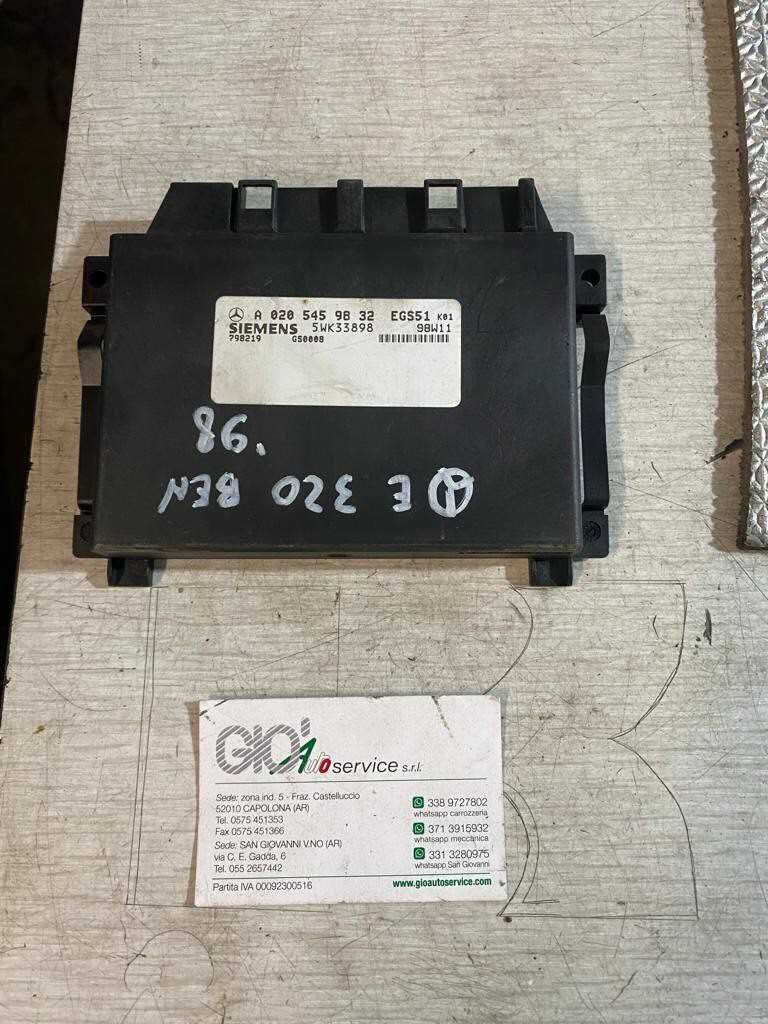 A 020 545 98 32 EGS51 K01
SIEMENS 5WK33898 98W11
798219 GS0008
E 320 BEN
'98
GIO' Auto service s.r.l.
Sede: zona ind. 5 - Fraz. Castelluccio
52010 CAPOLONA (AR)
Tel. 0575 451353
Fax 0575 451366
Sede: SAN GIOVANNI V.NO (AR)
Via C. E. Gadda, 6
Tel. 055 2657442
Partita IVA 00092300516
338 9727802
whatsapp carrozzeria
371 3915932
whatsapp meccanica
331 3280975
whatsapp San Giovanni
www.gioautoservice.com